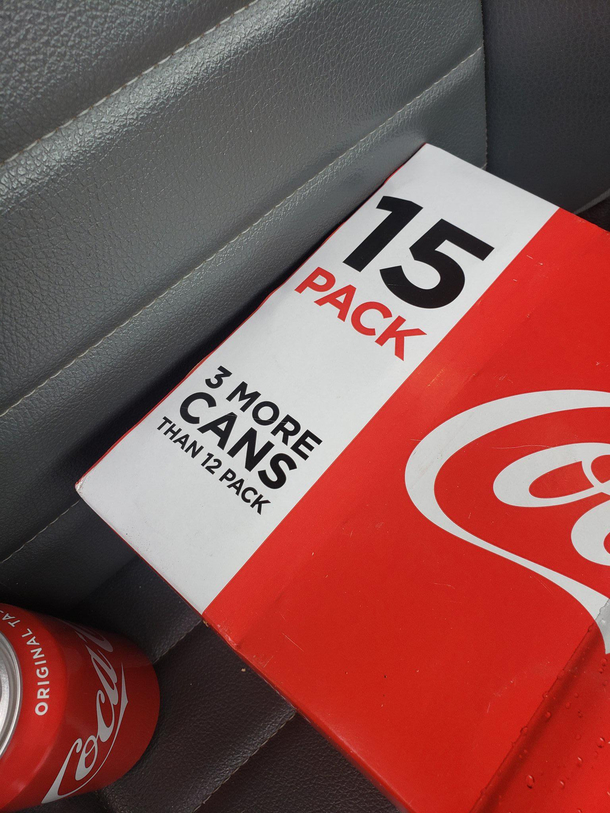 15
PACK
3 MORE
CANS
THAN 12 PACK
ORIGINAL